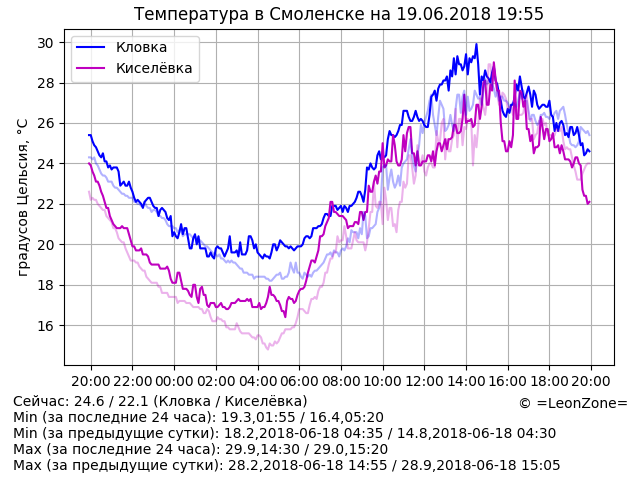 Температура в Смоленске на 19.06.2018 19:55
градусов Цельсия, °C
30
28
26
24
22
20
18
16
Кловка
Киселёвка
20:00 22:00 00:00 02:00 04:00 06:00 08:00 10:00 12:00 14:00 16:00 18:00 20:00
Сейчас: 24.6 / 22.1 (Кловка / Киселёвка)
© =LeonZone=
Min (за последние 24 часа): 19.3,01:55 / 16.4,05:20
Min (за предыдущие сутки): 18.2,2018-06-18 04:35 / 14.8,2018-06-18 04:30
Max (за последние 24 часа): 29.9,14:30 / 29.0,15:20
Max (за предыдущие сутки): 28.2,2018-06-18 14:55 / 28.9,2018-06-18 15:05